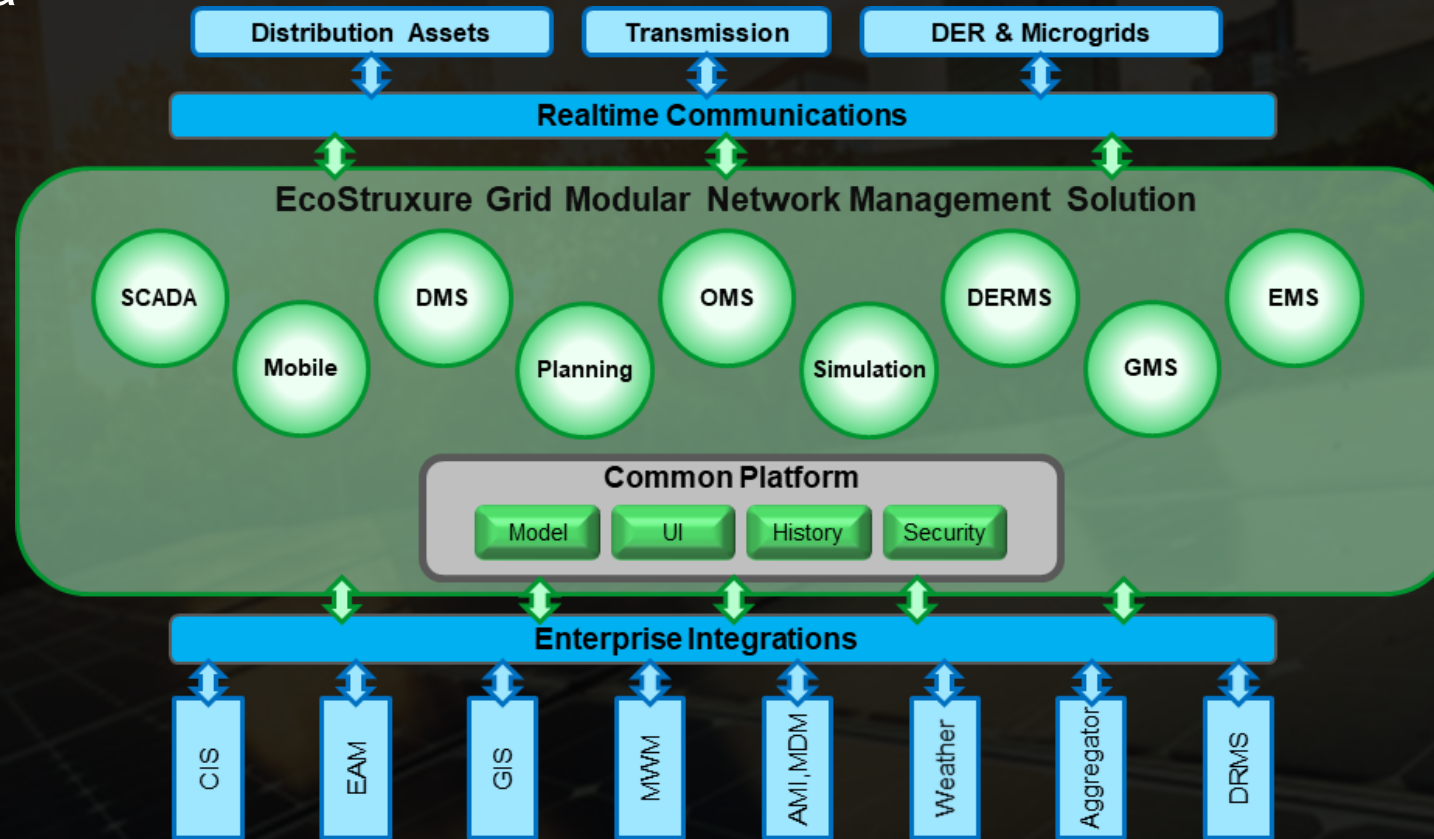 Distribution Assets
Transmission
DER & Microgrids
Realtime Communications
EcoStruxure Grid Modular Network Management Solution
SCADA
DMS
OMS
DERMS
EMS
Mobile
Planning
Simulation
GMS
Common Platform
Model
UI
History
Security
Enterprise Integrations
CIS
EAM
GIS
MWM
AMI,MDM
Weather
Aggregator
DRMS